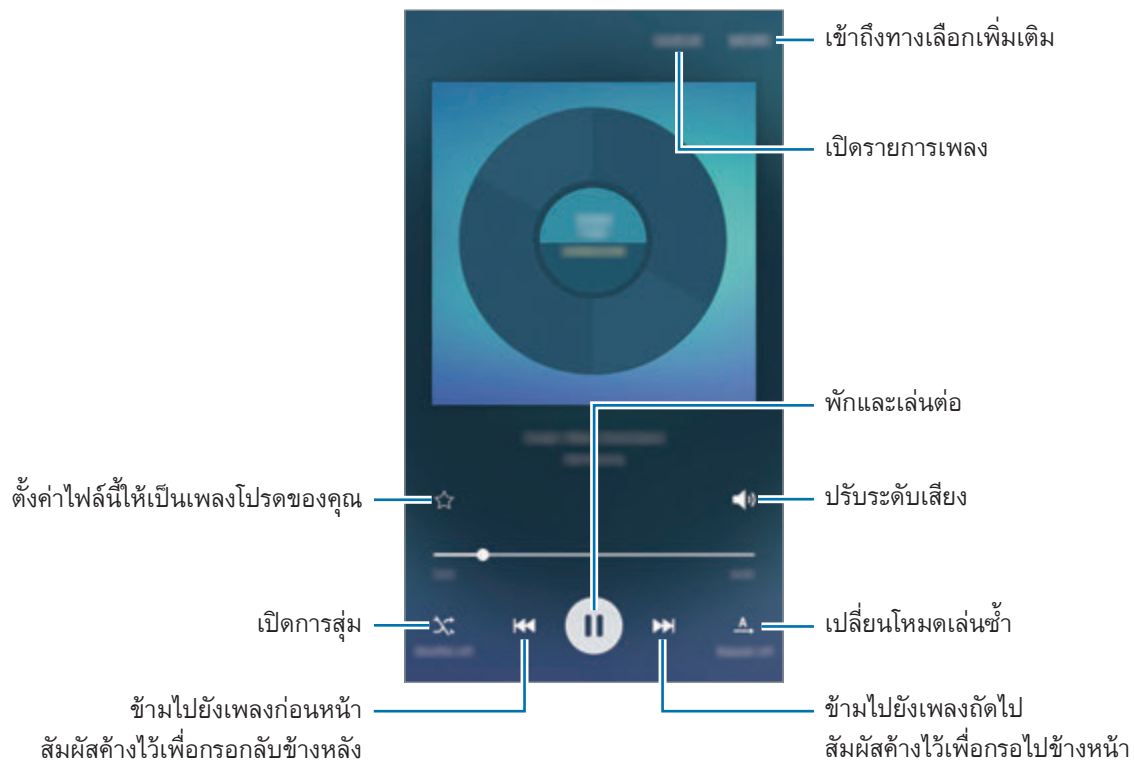 เข้าถึงทางเลือกเพิ่มเติม
เปิดรายการเพลง
พักและเล่นต่อ
ตั้งค่าไฟล์นี้ให้เป็นเพลงโปรดของคุณ
ปรับระดับเสียง
เปิดการสุ่ม
เปลี่ยนโหมดเล่นซ้ำ
ข้ามไปยังเพลงก่อนหน้า
สัมผัสค้างไว้เพื่อกรอกลับข้างหลัง
ข้ามไปยังเพลงถัดไป
สัมผัสค้างไว้เพื่อกรอไปข้างหน้า